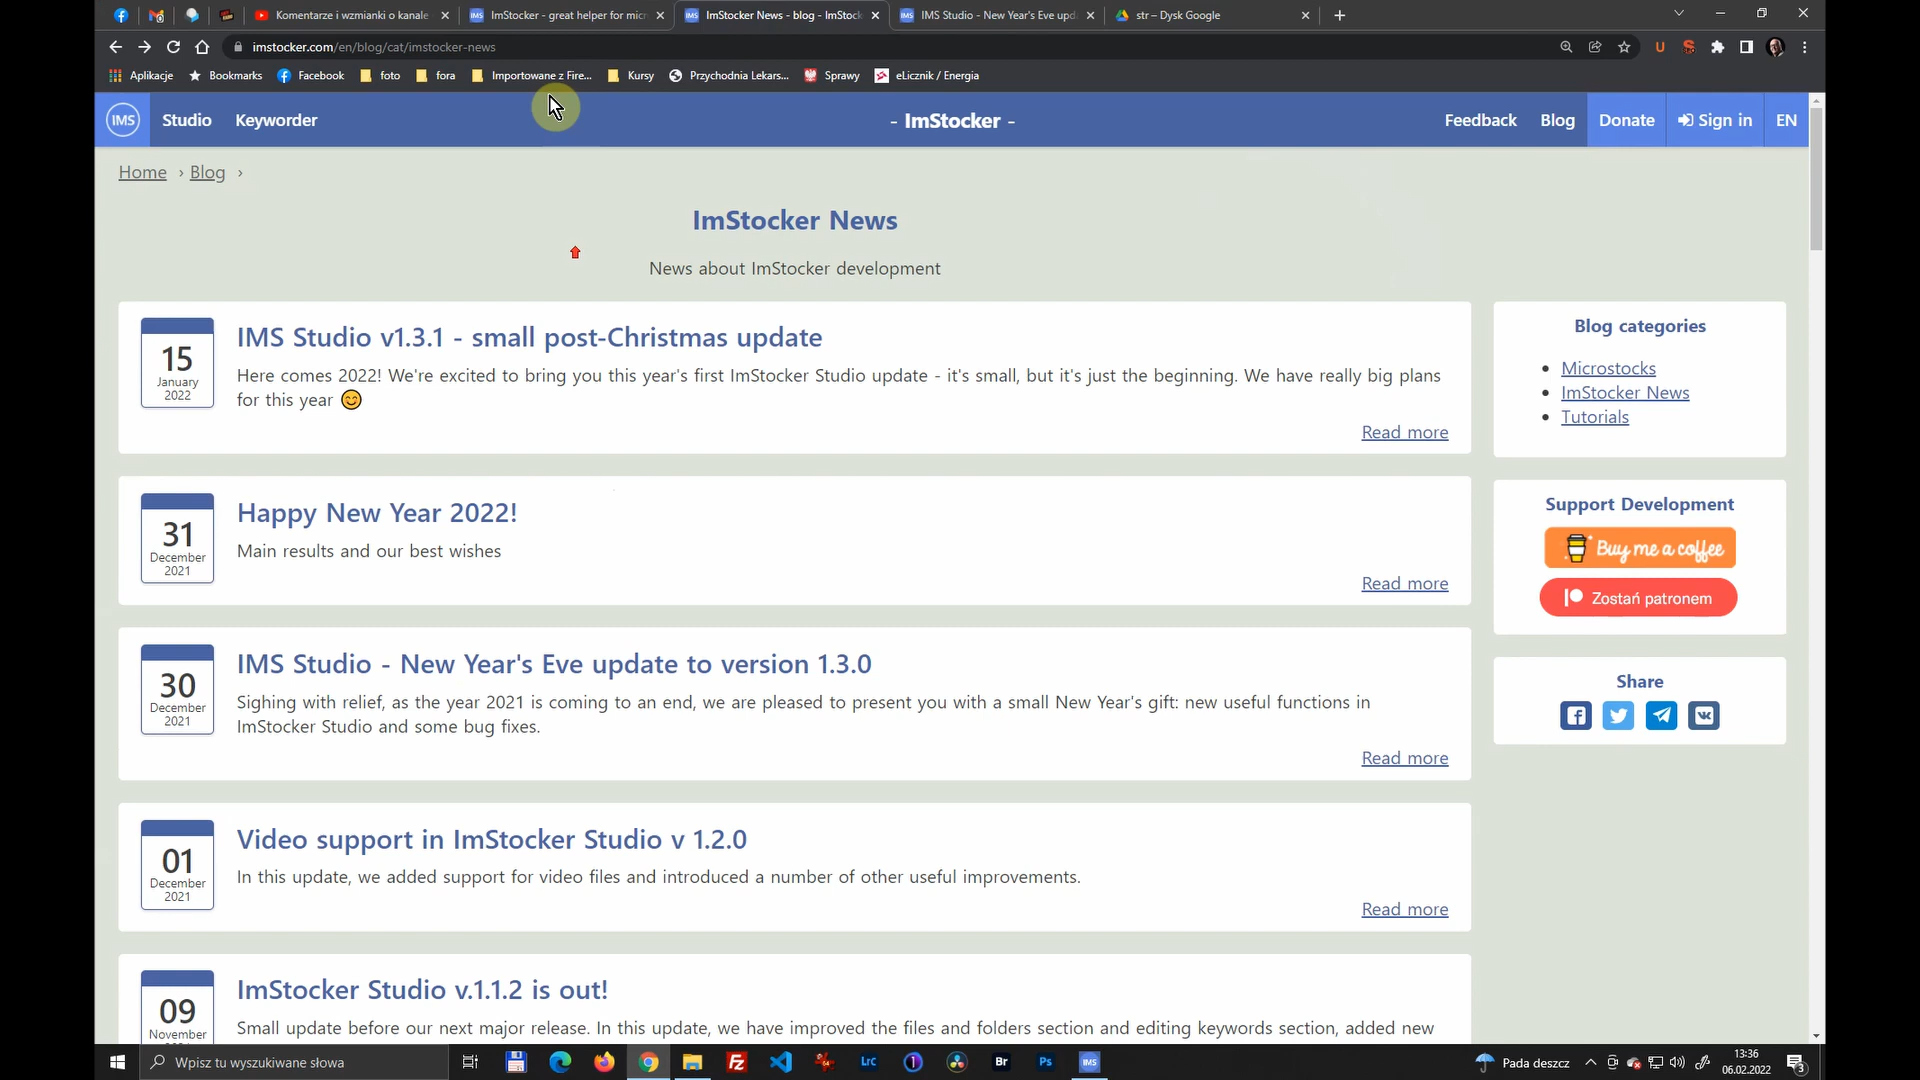 Komentarze i wzmianki o kanale
ImStocker - great helper for micr
ImStocker News - blog - ImStock
IMS Studio - New Year's Eve upd
str – Dysk Google
imstocker.com/en/blog/cat/imstocker-news
Aplikacje
Bookmarks
Facebook
foto
fora
Importowane z Fire...
Kursy
Przychodnia Lekars...
Sprawy
eLicznik / Energia
IMS
Studio
Keyworder
- ImStocker -
Feedback
Blog
Donate
Sign in
EN
Home › Blog ›
ImStocker News
News about ImStocker development
15
January
2022
IMS Studio v1.3.1 - small post-Christmas update
Here comes 2022! We're excited to bring you this year's first ImStocker Studio update - it's small, but it's just the beginning. We have really big plans
for this year 😊
Read more
31
December
2021
Happy New Year 2022!
Main results and our best wishes
Read more
30
December
2021
IMS Studio - New Year's Eve update to version 1.3.0
Sighing with relief, as the year 2021 is coming to an end, we are pleased to present you with a small New Year's gift: new useful functions in
ImStocker Studio and some bug fixes.
Read more
01
December
2021
Video support in ImStocker Studio v 1.2.0
In this update, we added support for video files and introduced a number of other useful improvements.
Read more
09
November
ImStocker Studio v.1.1.2 is out!
Small update before our next major release. In this update, we have improved the files and folders section and editing keywords section, added new
Blog categories
Microstocks
ImStocker News
Tutorials
Support Development
Buy me a coffee
Zostań patronem
Share
Wpisz tu wyszukiwane słowa
LrC
Br
Ps
IMS
Pada deszcz
13:36
06.02.2022
3